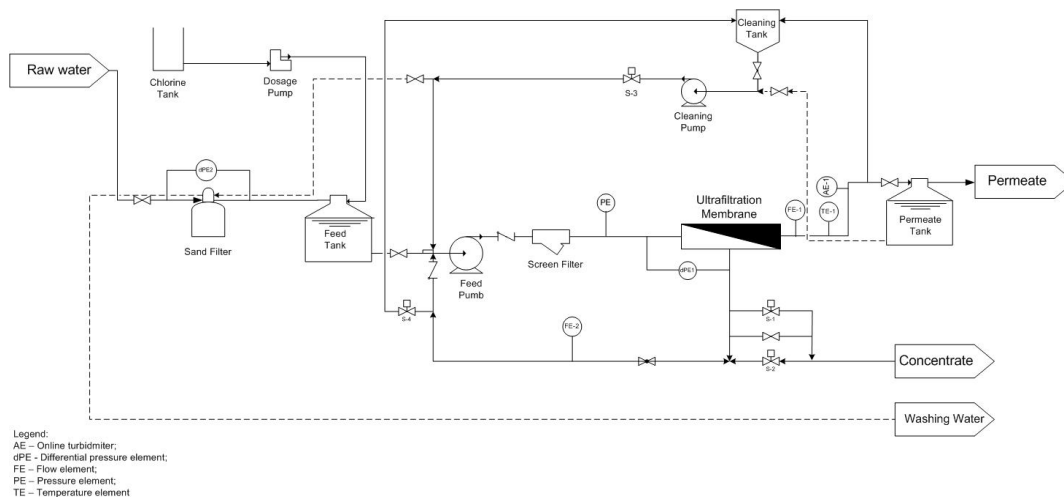 Cleaning
Tank
Raw water
Chlorine
Tank
Dosage
Pump
S-3
Cleaning
Pump
dPE2
Sand Filter
Feed
Tank
PE
Ultrafiltration
Membrane
FE-1
TE-1
AE-1
Permeate
Permeate
Tank
Screen Filter
Feed
Pumb
dPE1
S-4
FE-2
S-1
S-2
Concentrate
Washing Water
Legend:
AE – Online turbidmiter;
dPE - Differential pressure element;
FE – Flow element;
PE – Pressure element;
TE – Temperature element